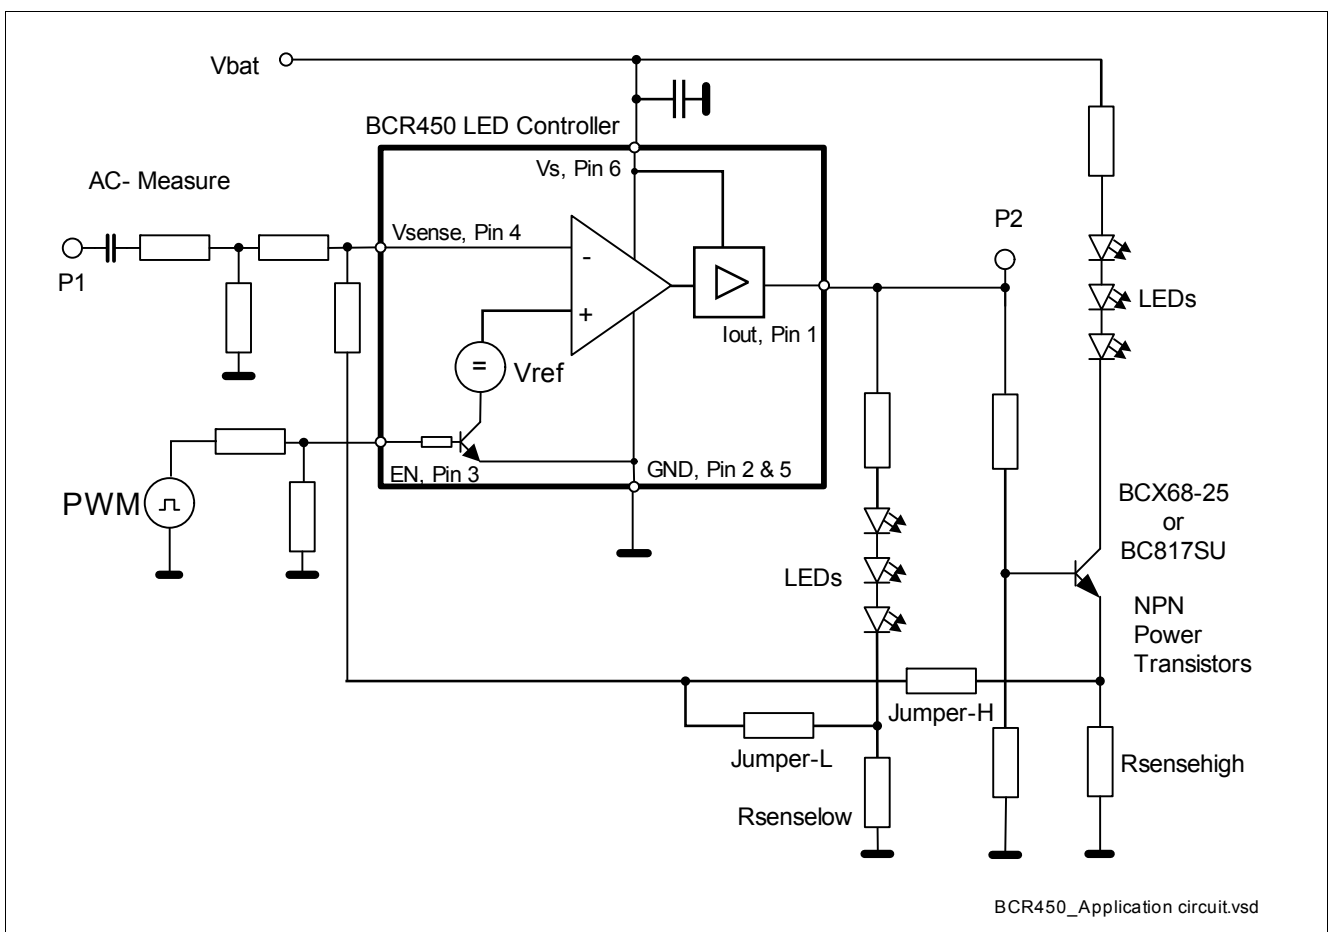 Vbat
BCR450 LED Controller
Vs, Pin 6
AC- Measure
P2
Vsense, Pin 4
-
P1
LEDs
+
Iout, Pin 1
=
Vref
EN, Pin 3
GND, Pin 2 & 5
PWM
BCX68-25
or
BC817SU
LEDs
NPN
Power
Transistors
Jumper-H
Jumper-L
Rsensehigh
Rsenselow
BCR450_Application circuit.vsd